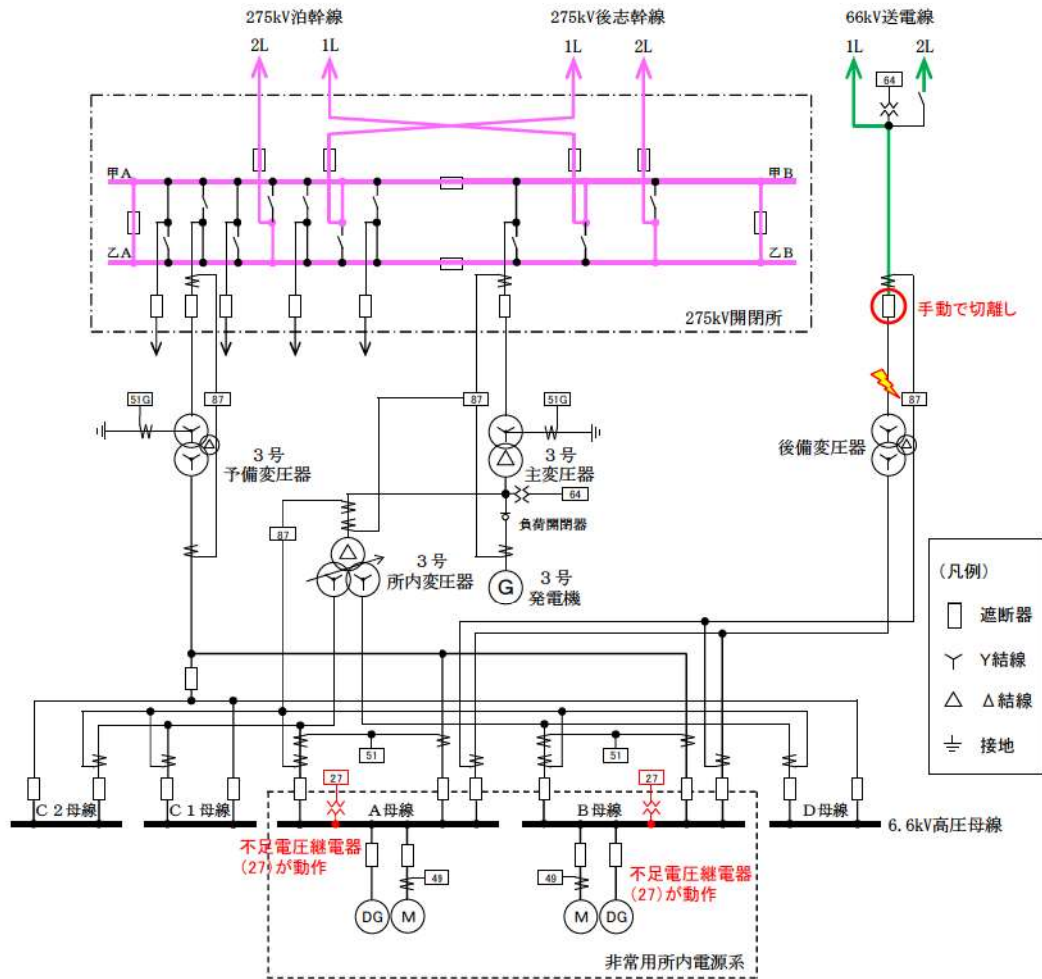 275kV泊幹線
275kV後志幹線
66kV送電線
2L
1L
1L
2L
1L
2L
64
甲A
甲B
乙A
乙B
275kV開閉所
手動で切離し
51G
87
87
51G
87
3号
予備変圧器
3号
主変圧器
後備変圧器
64
87
負荷開閉器
3号
所内変圧器
G
3号
発電機
(凡例)
遮断器
Y結線
Δ結線
接地
51
51
27
27
C2母線
C1母線
A母線
B母線
D母線
6.6kV高圧母線
不足電圧継電器
(27)が動作
不足電圧継電器
(27)が動作
49
49
DG
M
M
DG
非常用所内電源系